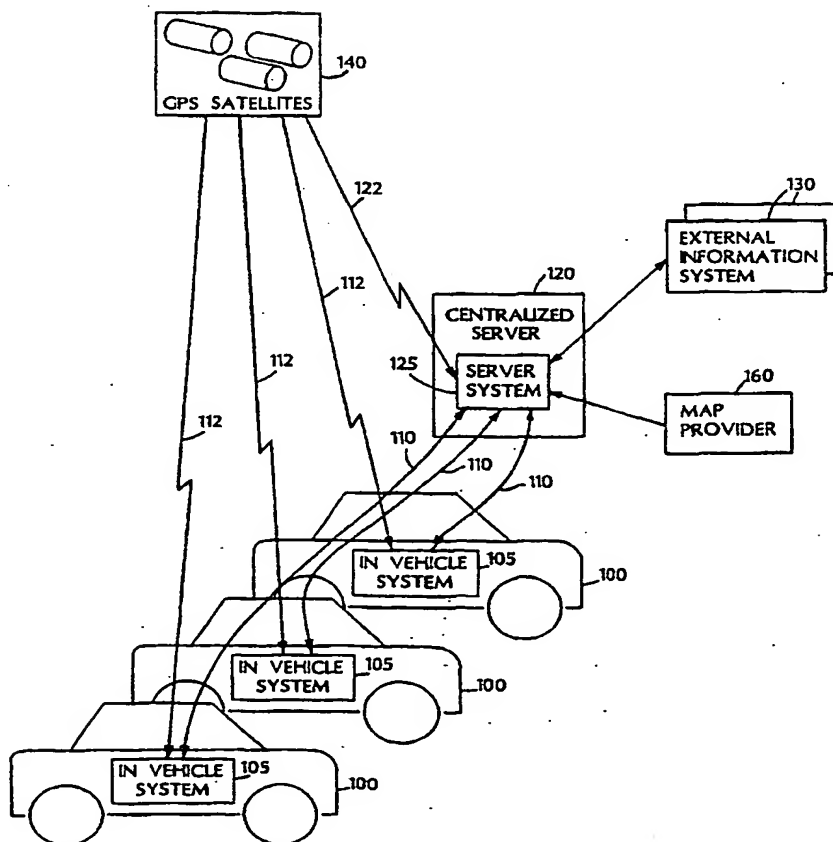 140
GPS SATELLITES
122
130
EXTERNAL
INFORMATION
SYSTEM
120
112
CENTRALIZED
SERVER
125
SERVER
SYSTEM
160
MAP
PROVIDER
112
112
110
110
110
IN VEHICLE
SYSTEM
105
100
IN VEHICLE
SYSTEM
105
100
IN VEHICLE
SYSTEM
105
100